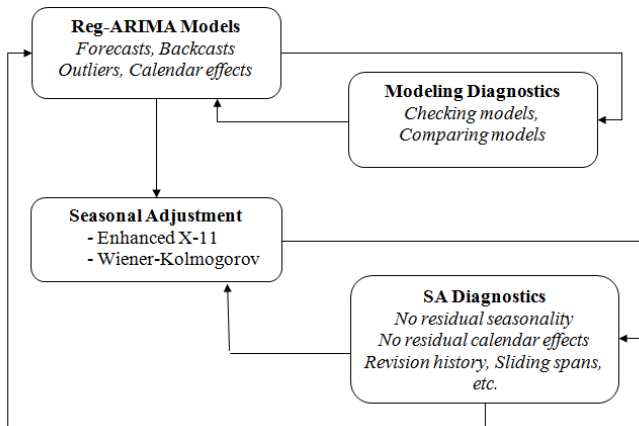 Reg-ARIMA Models
Forecasts, Backcasts
Outliers, Calendar effects
Modeling Diagnostics
Checking models,
Comparing models
Seasonal Adjustment
- Enhanced X-11
- Wiener-Kolmogorov
SA Diagnostics
No residual seasonality
No residual calendar effects
Revision history, Sliding spans,
etc.